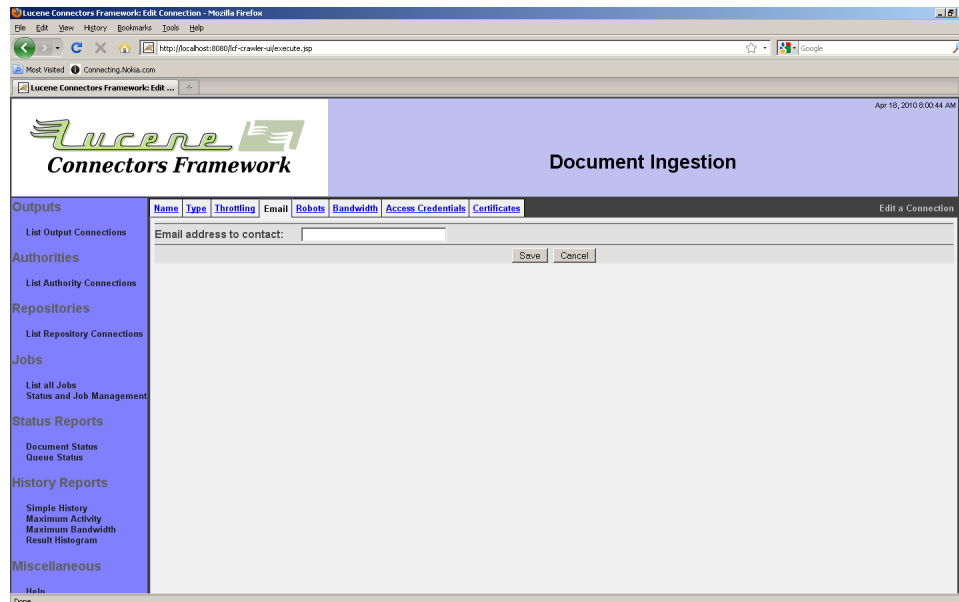 Lucene Connectors Framework: Edit Connection - Mozilla Firefox
File Edit View History Bookmarks Tools Help
http://localhost:8080/lcf-crawler-ui/execute.jsp
Google
Most Visited Connecting.Nokia.com
Lucene Connectors Framework: Edit ...
Apr 18, 2010 8:00:44 AM
Lucene
Connectors Framework
Document Ingestion
Outputs
List Output Connections
Authorities
List Authority Connections
Repositories
List Repository Connections
Jobs
List all Jobs
Status and Job Management
Status Reports
Document Status
Queue Status
History Reports
Simple History
Maximum Activity
Maximum Bandwidth
Result Histogram
Miscellaneous
Help
Name Type Throttling Email Robots Bandwidth Access Credentials Certificates Edit a Connection
Email address to contact:
Save Cancel
Done